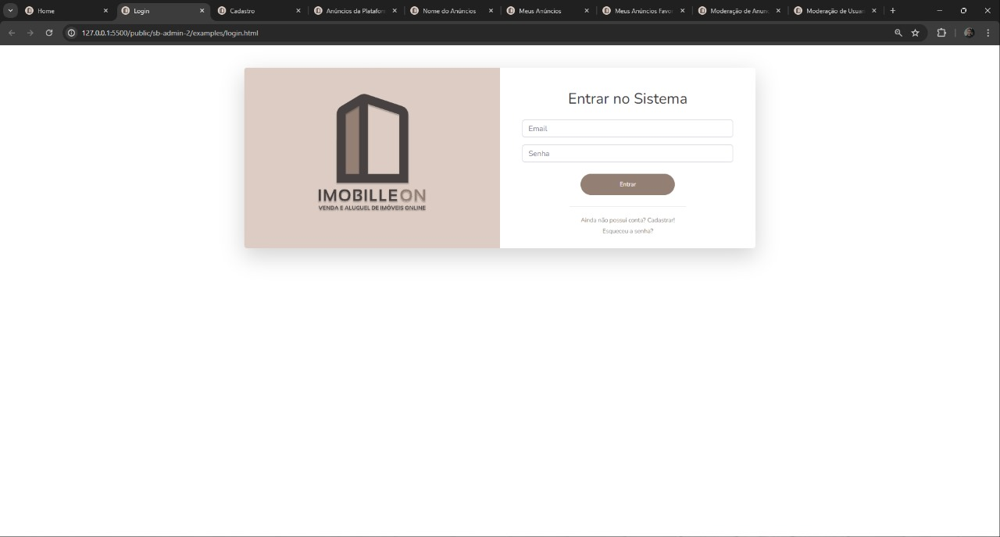 Home
Login
Cadastro
Anúncios da Platafor
Nome do Anúncios
Meus Anúncios
Meus Anúncios Favor
Moderação de Anunc
Moderação de Usuar
127.0.0.1:5500/public/sb-admin-2/examples/login.html
IMOBILLEON
VENDA E ALUGUEL DE IMÓVEIS ONLINE
Entrar no Sistema
Email
Senha
Entrar
Ainda não possui conta? Cadastrar!
Esqueceu a senha?